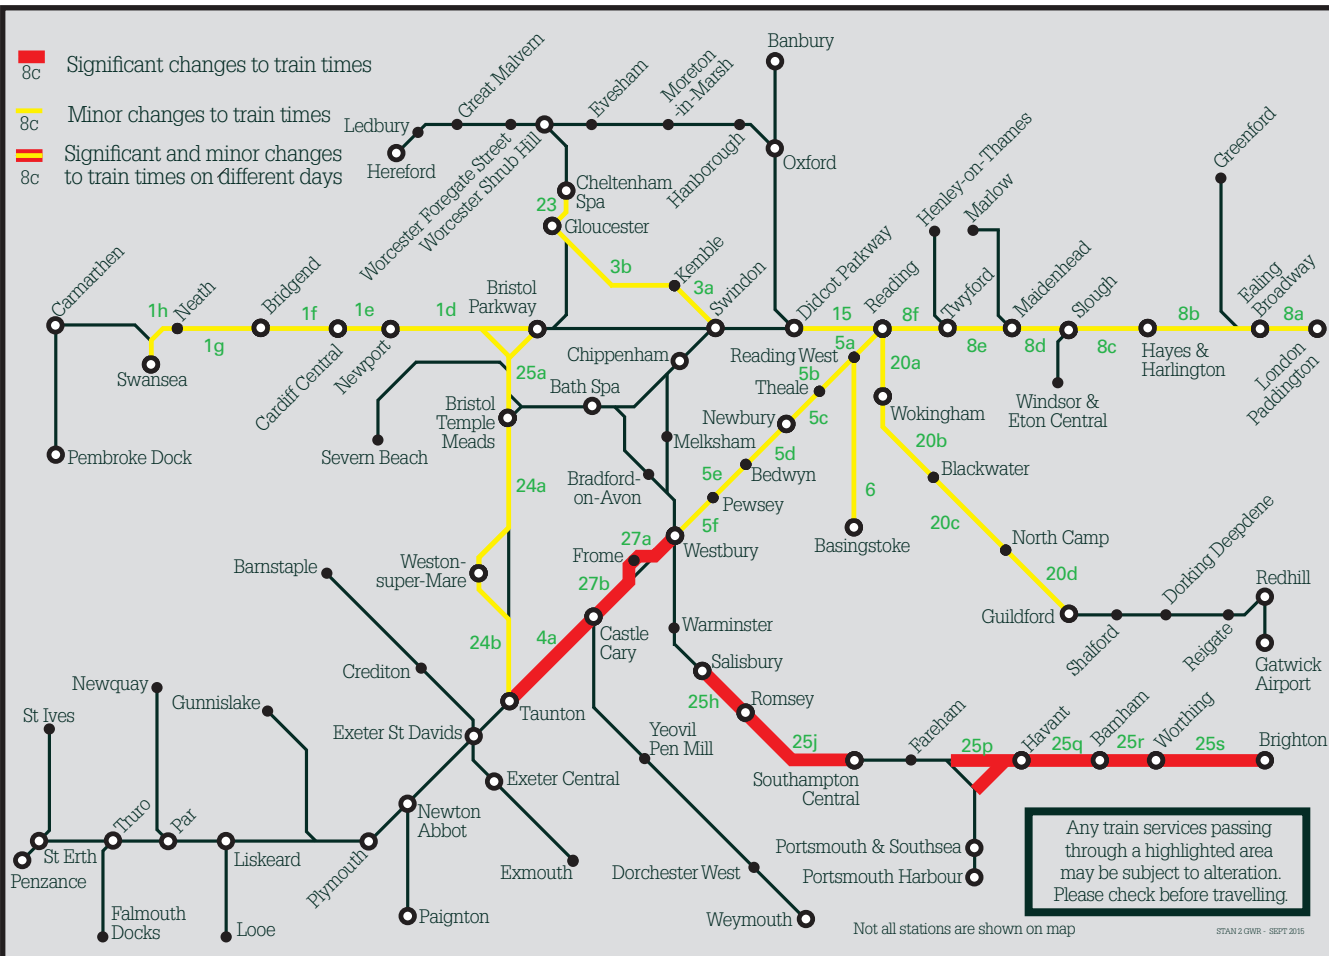 8c
Significant changes to train times
8c
Minor changes to train times
8c
Significant and minor changes
to train times on different days
Banbury
Great Malvern
Evesham
Moreton
-in-Marsh
Ledbury
Hereford
Worcester Foregate Street
Worcester Shrub Hill
Hanborough
Oxford
Henley-on-Thames
Marlow
Greenford
Cheltenham
Spa
23
Gloucester
3b
Kemble
3a
Swindon
Didcot Parkway
Reading
Twyford
Maidenhead
Slough
Ealing
Broadway
Carmarthen
1h
Neath
1g
Bridgend
1f
Cardiff Central
1e
Newport
1d
Bristol
Parkway
15
8f
8e
8d
8c
8b
Hayes &
Harlington
8a
London
Paddington
Swansea
Pembroke Dock
Severn Beach
25a
Bristol
Temple
Meads
Bath Spa
Chippenham
Melksham
Bradford-
on-Avon
Reading West
5a
5b
Theale
5c
Newbury
5d
Bedwyn
5e
Pewsey
5f
Westbury
6
Basingstoke
20a
Wokingham
20b
Blackwater
20c
North Camp
20d
Guildford
Shalford
Dorking Deepdene
Reigate
Redhill
Gatwick
Airport
Windsor &
Eton Central
24a
Weston-
super-Mare
24b
27a
Frome
27b
Castle
Cary
4a
Taunton
Warminster
Salisbury
25h
Romsey
25j
Southampton
Central
Fareham
25p
Havant
25q
Barnham
25r
Worthing
25s
Brighton
Portsmouth & Southsea
Portsmouth Harbour
Barnstaple
Crediton
Exeter St Davids
Exeter Central
Exmouth
Yeovil
Pen Mill
Dorchester West
Weymouth
Newquay
Gunnislake
St Ives
Truro
Par
St Erth
Penzance
Liskeard
Plymouth
Newton
Abbot
Paignton
Falmouth
Docks
Looe
Any train services passing
through a highlighted area
may be subject to alteration.
Please check before travelling.
Not all stations are shown on map
STAN 2 GWR - SEPT 2015